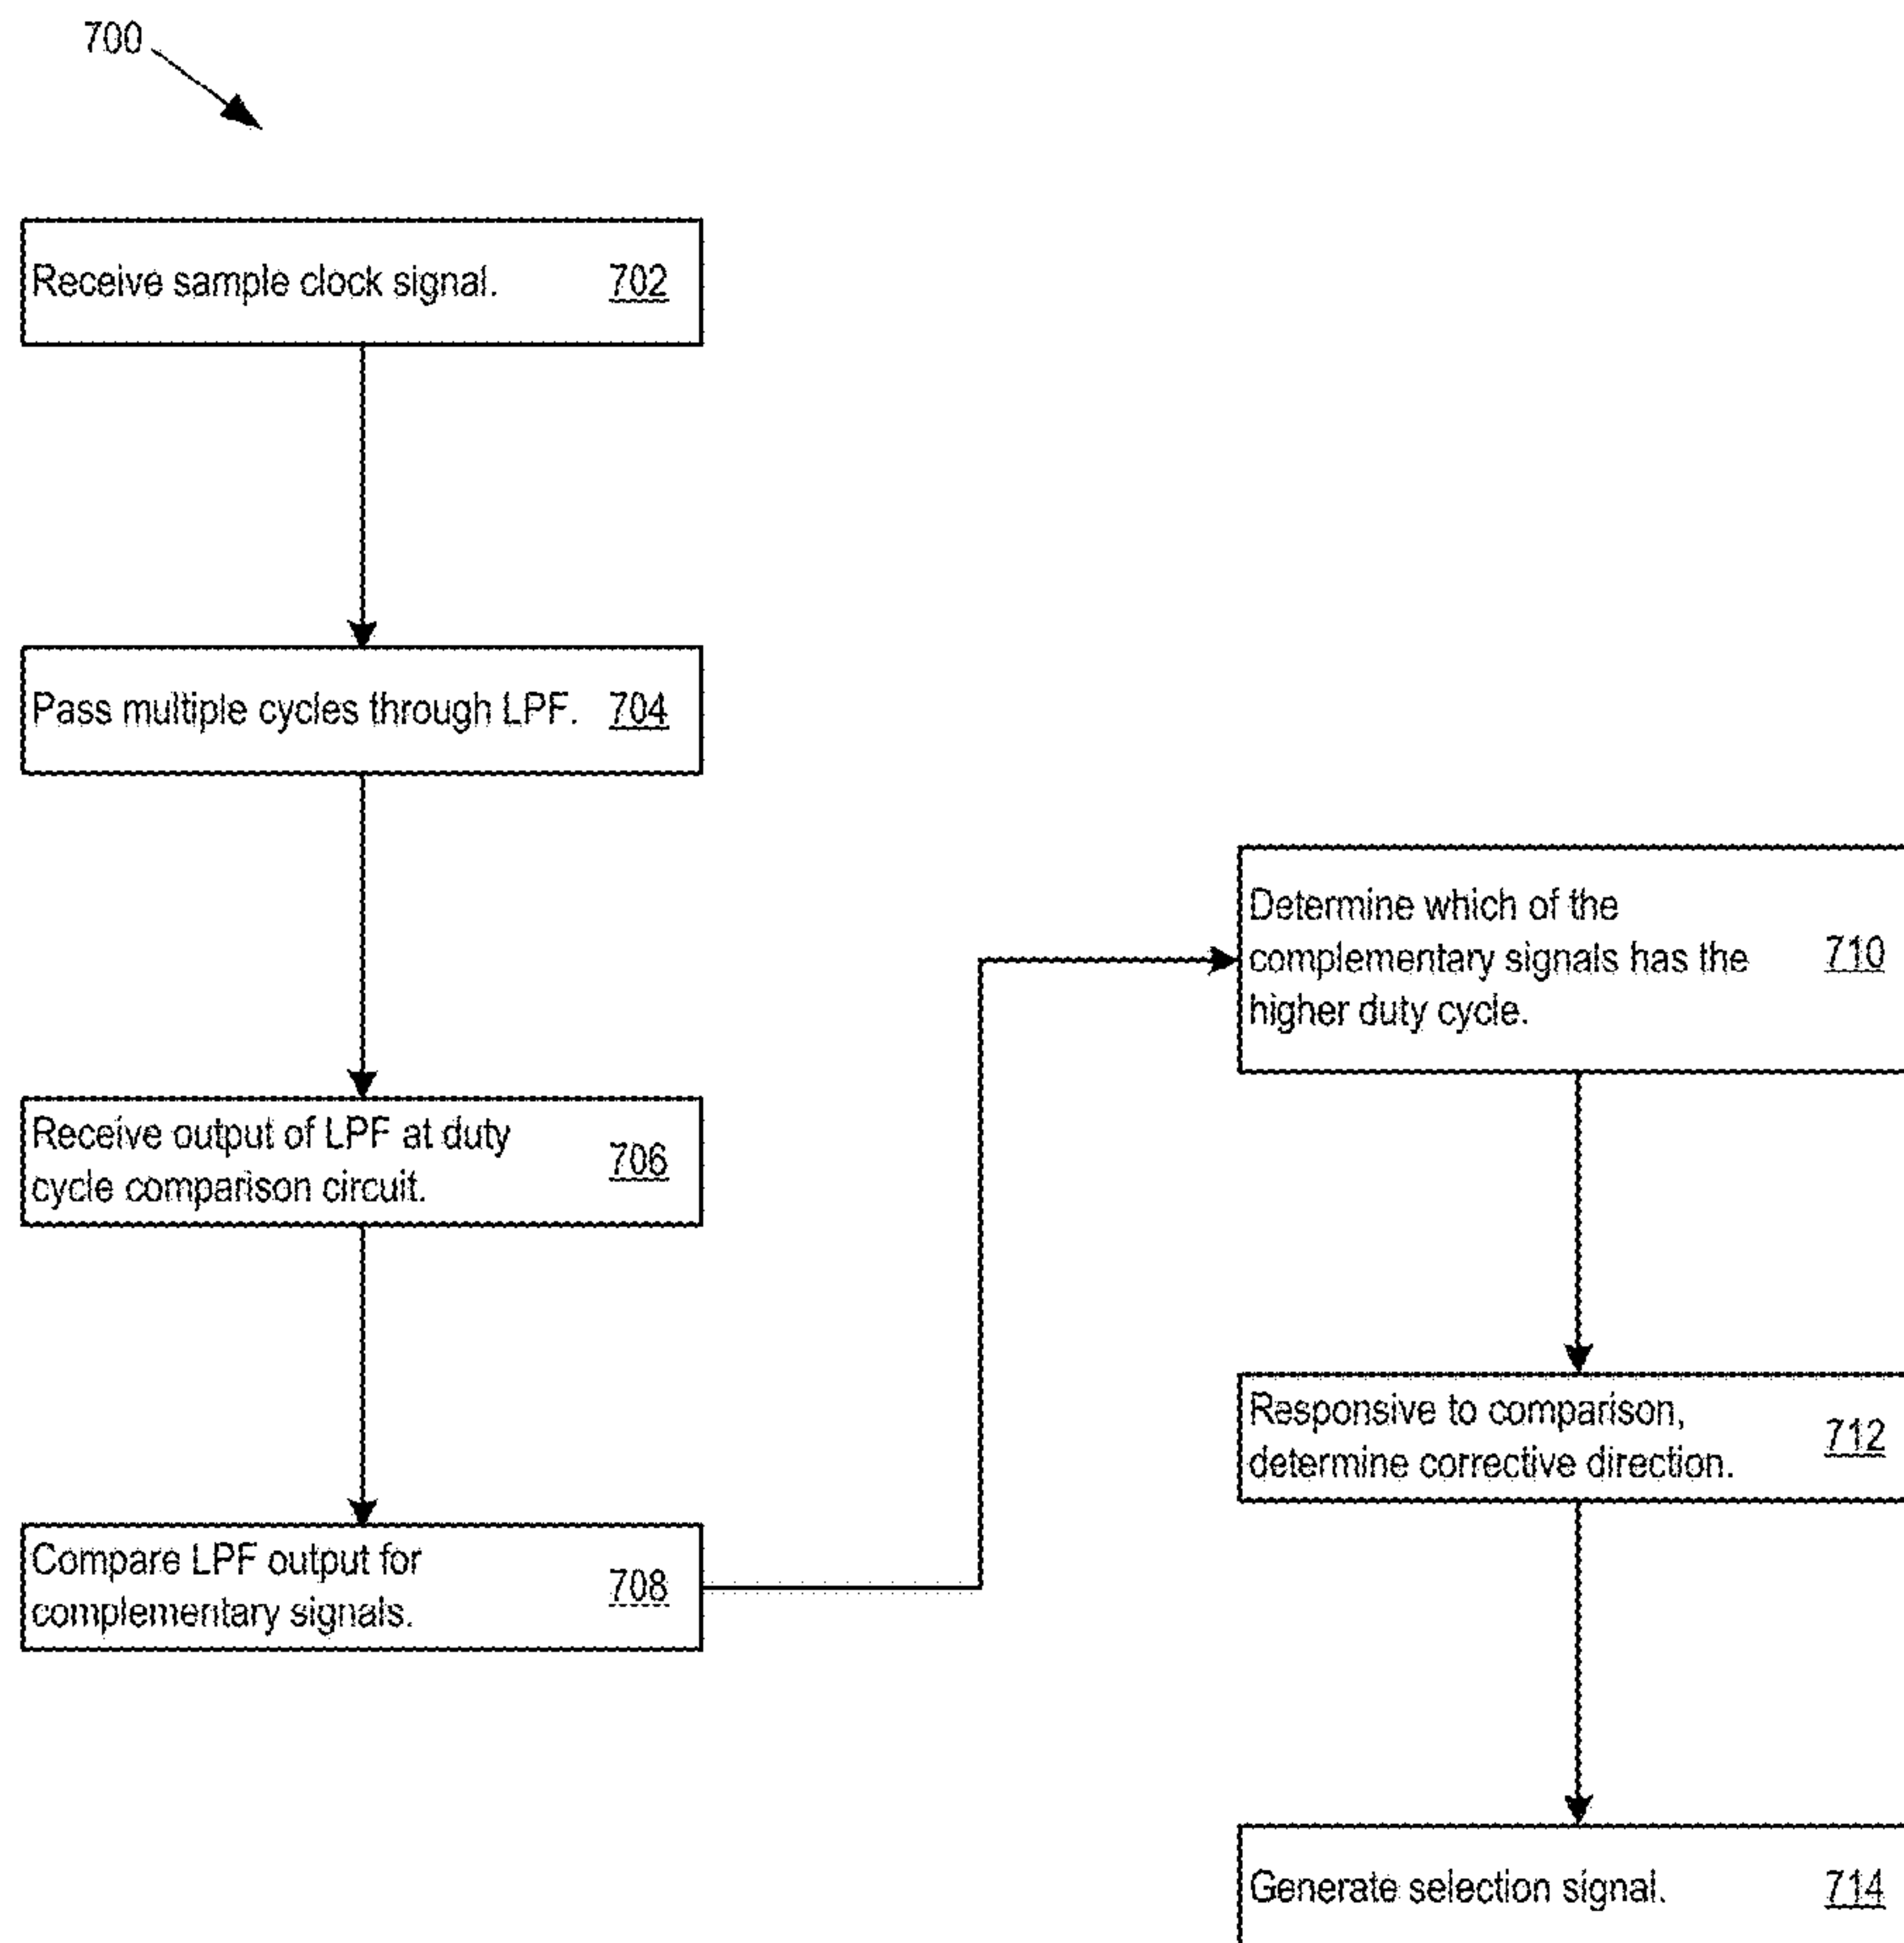 700
Receive sample clock signal. 702
Pass multiple cycles through LPF. 704
Receive output of LPF at duty
cycle comparison circuit. 706
Compare LPF output for
complementary signals. 708
Determine which of the
complementary signals has the 710
higher duty cycle.
Responsive to comparison,
determine corrective direction. 712
Generate selection signal. 714